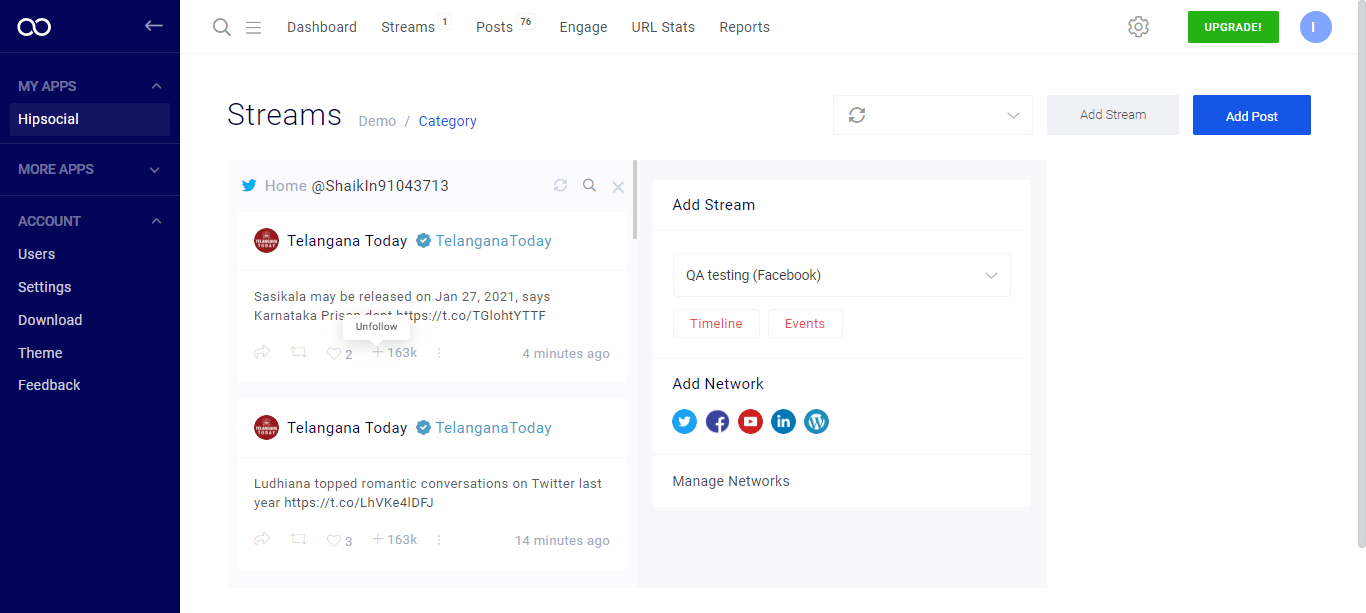 Dashboard Streams 1 Posts 76 Engage URL Stats Reports UPGRADE! I
MY APPS
Hipsocial
MORE APPS
ACCOUNT
Users
Settings
Download
Theme
Feedback
Streams Demo / Category Add Stream Add Post
Home @ShaikIn91043713
Telangana Today TelanganaToday
Sasikala may be released on Jan 27, 2021, says
Karnataka Prison dept https://t.co/TGlohtYTTF
Unfollow
2 163k 4 minutes ago
Telangana Today TelanganaToday
Ludhiana topped romantic conversations on Twitter last
year https://t.co/LhVKe4lDFJ
3 163k 14 minutes ago
Add Stream
QA testing (Facebook)
Timeline Events
Add Network
Manage Networks